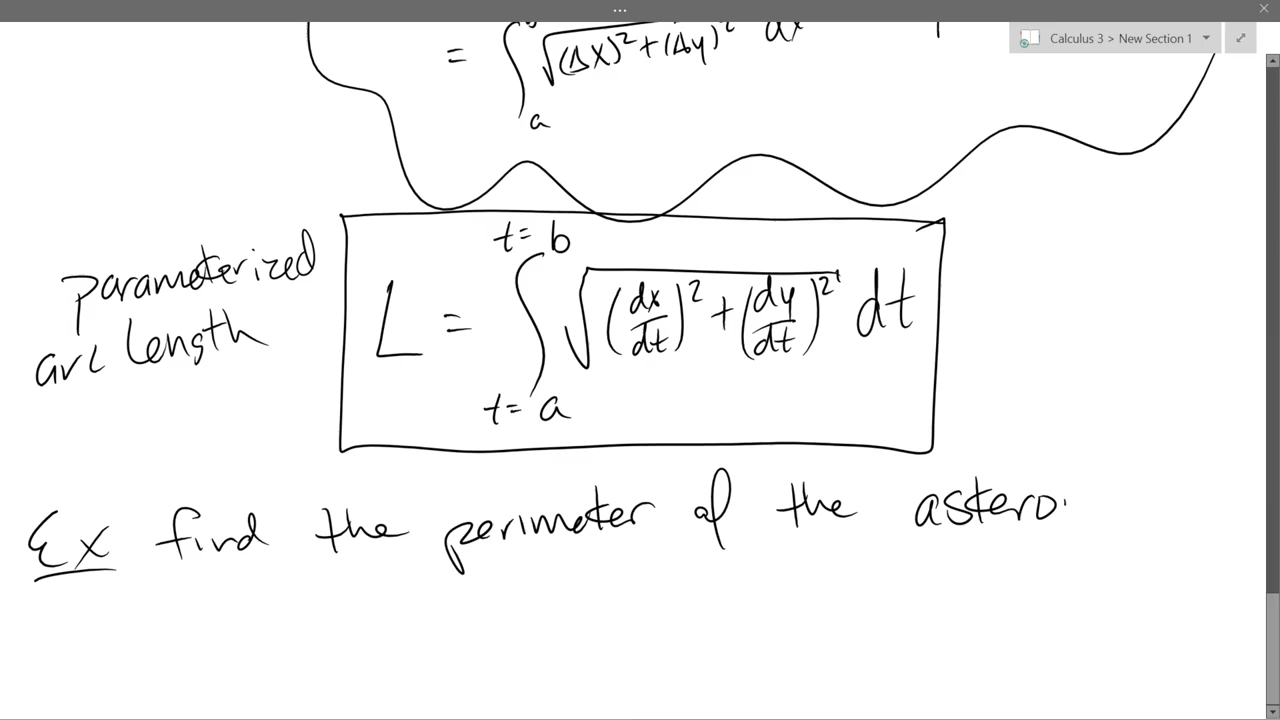 ...
Calculus 3 > New Section 1
= ∫ₐ √(Δx)²+(Δy)² dx
parameterized
arc length
t= b
L = ∫ √(dx/dt)² + (dy/dt)² dt
t= a
Ex find the perimeter of the astero